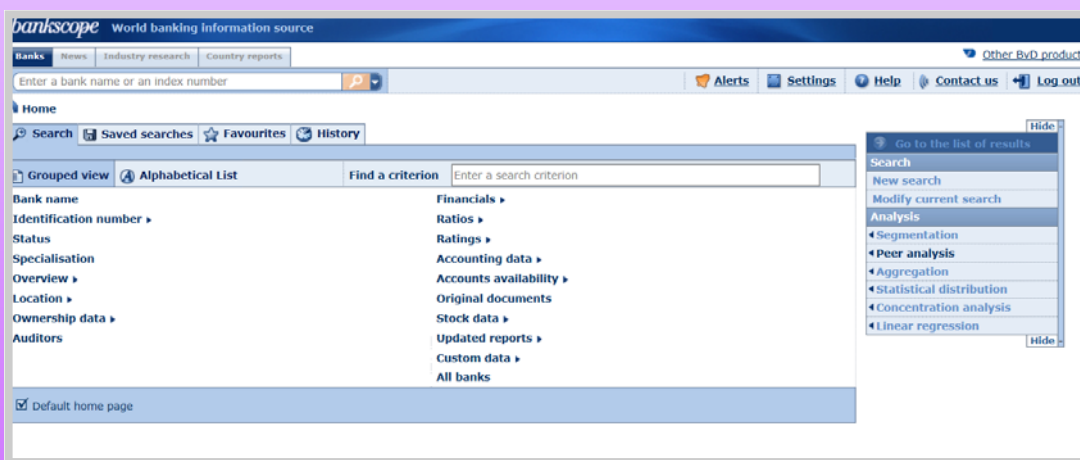 bankscope World banking information source
Banks News Industry research Country reports
Other BvD product
Enter a bank name or an index number
Alerts Settings Help Contact us Log out
Home
Search Saved searches Favourites History
Grouped view Alphabetical List Find a criterion Enter a search criterion
Bank name
Identification number
Status
Specialisation
Overview
Location
Ownership data
Auditors
Financials
Ratios
Ratings
Accounting data
Accounts availability
Original documents
Stock data
Updated reports
Custom data
All banks
Default home page
Hide
Go to the list of results
Search
New search
Modify current search
Analysis
Segmentation
Peer analysis
Aggregation
Statistical distribution
Concentration analysis
Linear regression
Hide